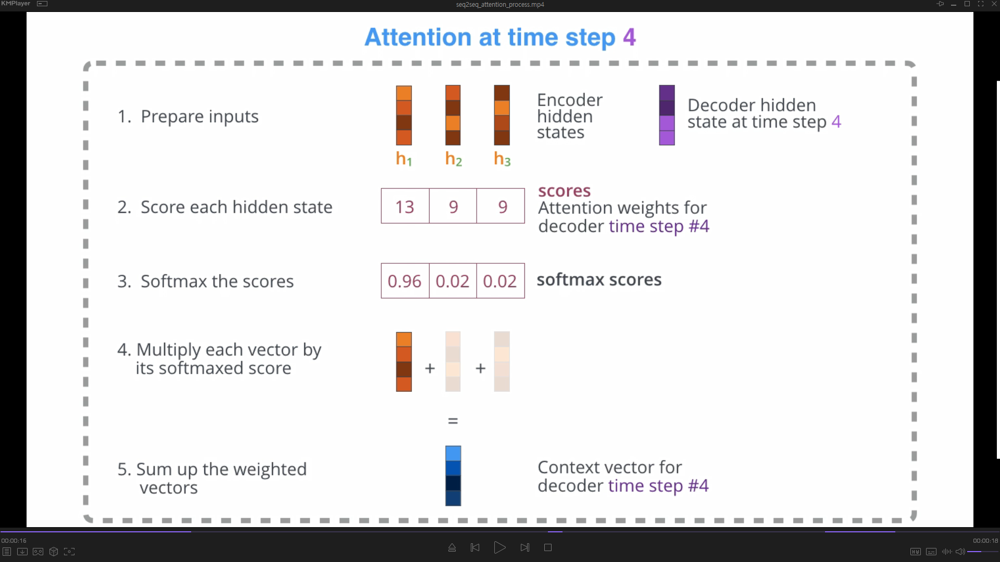 KMPlayer
seq2seq_attention_process.mp4
Attention at time step 4
1. Prepare inputs
h1 h2 h3
Encoder
hidden
states
Decoder hidden
state at time step 4
2. Score each hidden state
13 9 9
scores
Attention weights for
decoder time step #4
3. Softmax the scores
0.96 0.02 0.02
softmax scores
4. Multiply each vector by
its softmaxed score
+ +
=
5. Sum up the weighted
vectors
Context vector for
decoder time step #4
00:00:16
00:00:18
HW